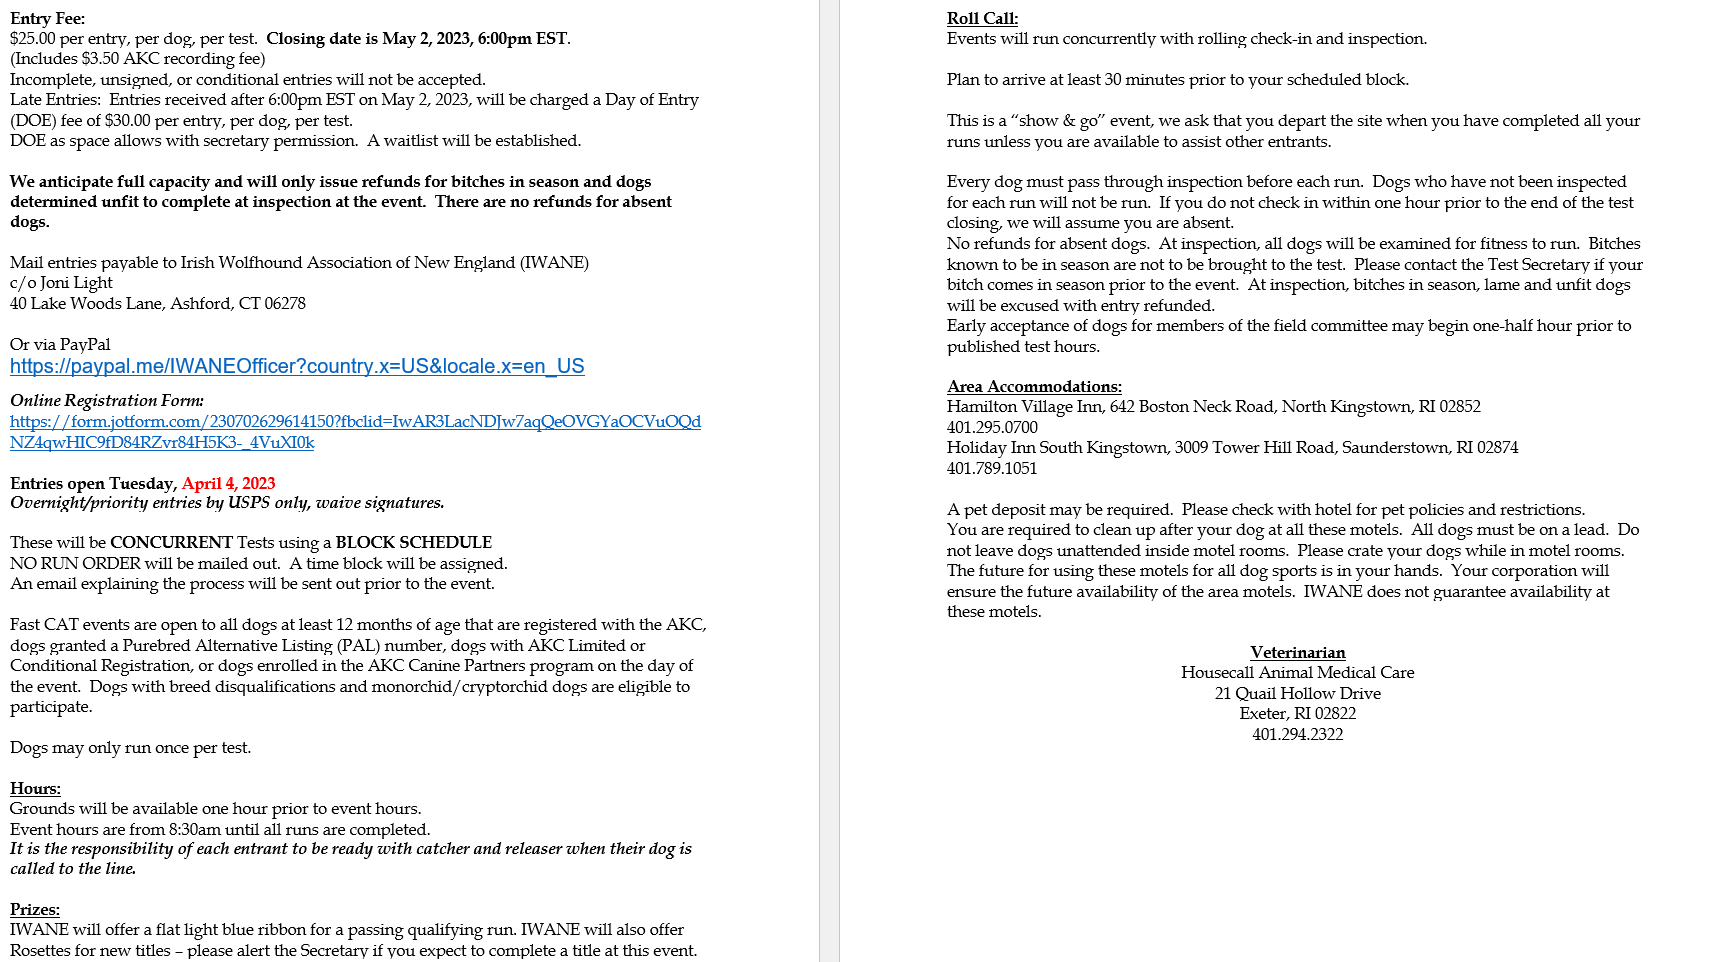 Entry Fee:
$25.00 per entry, per dog, per test.  Closing date is May 2, 2023, 6:00pm EST.
(Includes $3.50 AKC recording fee)
Incomplete, unsigned, or conditional entries will not be accepted.
Late Entries:  Entries received after 6:00pm EST on May 2, 2023, will be charged a Day of Entry
(DOE) fee of $30.00 per entry, per dog, per test.
DOE as space allows with secretary permission.  A waitlist will be established.
We anticipate full capacity and will only issue refunds for bitches in season and dogs
determined unfit to complete at inspection at the event.  There are no refunds for absent
dogs.
Mail entries payable to Irish Wolfhound Association of New England (IWANE)
c/o Joni Light
40 Lake Woods Lane, Ashford, CT 06278
Or via PayPal
https://paypal.me/IWANEOfficer?country.x=US&locale.x=en_US
Online Registration Form:
https://form.jotform.com/230702629614150?fbclid=IwAR3LacNDJw7aqQeOVGYaOCVuOQd
NZ4qwHIC9fD84RZvr84H5K3-_4VuXI0k
Entries open Tuesday, April 4, 2023
Overnight/priority entries by USPS only, waive signatures.
These will be CONCURRENT Tests using a BLOCK SCHEDULE
NO RUN ORDER will be mailed out.  A time block will be assigned.
An email explaining the process will be sent out prior to the event.
Fast CAT events are open to all dogs at least 12 months of age that are registered with the AKC,
dogs granted a Purebred Alternative Listing (PAL) number, dogs with AKC Limited or
Conditional Registration, or dogs enrolled in the AKC Canine Partners program on the day of
the event.  Dogs with breed disqualifications and monorchid/cryptorchid dogs are eligible to
participate.
Dogs may only run once per test.
Hours:
Grounds will be available one hour prior to event hours.
Event hours are from 8:30am until all runs are completed.
It is the responsibility of each entrant to be ready with catcher and releaser when their dog is
called to the line.
Prizes:
IWANE will offer a flat light blue ribbon for a passing qualifying run. IWANE will also offer
Rosettes for new titles – please alert the Secretary if you expect to complete a title at this event.
Roll Call:
Events will run concurrently with rolling check-in and inspection.
Plan to arrive at least 30 minutes prior to your scheduled block.
This is a “show & go” event, we ask that you depart the site when you have completed all your
runs unless you are available to assist other entrants.
Every dog must pass through inspection before each run.  Dogs who have not been inspected
for each run will not be run.  If you do not check in within one hour prior to the end of the test
closing, we will assume you are absent.
No refunds for absent dogs.  At inspection, all dogs will be examined for fitness to run.  Bitches
known to be in season are not to be brought to the test.  Please contact the Test Secretary if your
bitch comes in season prior to the event.  At inspection, bitches in season, lame and unfit dogs
will be excused with entry refunded.
Early acceptance of dogs for members of the field committee may begin one-half hour prior to
published test hours.
Area Accommodations:
Hamilton Village Inn, 642 Boston Neck Road, North Kingstown, RI 02852
401.295.0700
Holiday Inn South Kingstown, 3009 Tower Hill Road, Saunderstown, RI 02874
401.789.1051
A pet deposit may be required.  Please check with hotel for pet policies and restrictions.
You are required to clean up after your dog at all these motels.  All dogs must be on a lead.  Do
not leave dogs unattended inside motel rooms.  Please crate your dogs while in motel rooms.
The future for using these motels for all dog sports is in your hands.  Your corporation will
ensure the future availability of the area motels.  IWANE does not guarantee availability at
these motels.
Veterinarian
Housecall Animal Medical Care
21 Quail Hollow Drive
Exeter, RI 02822
401.294.2322